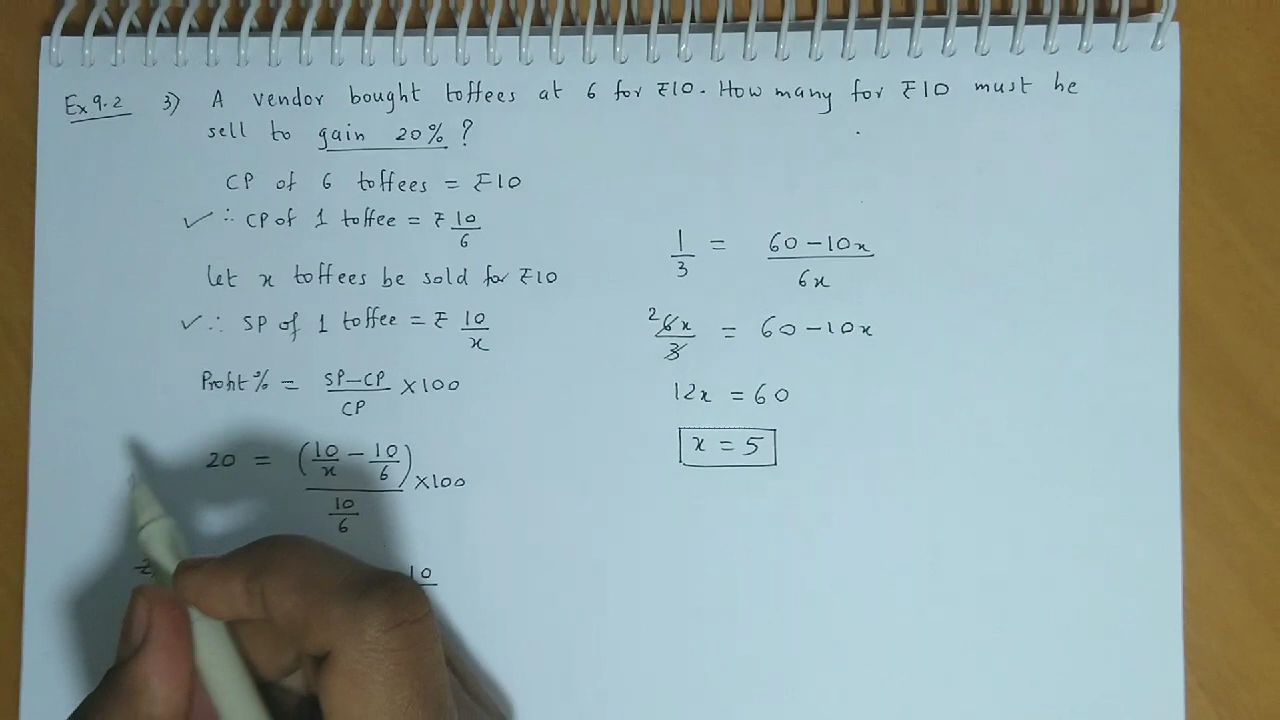 Ex 9.2 3) A vendor bought toffees at 6 for ₹10. How many for ₹10 must he
sell to gain 20% ?
CP of 6 toffees = ₹10
✓ ∴ CP of 1 toffee = ₹ 10/6
let x toffees be sold for ₹10
✓ ∴ SP of 1 toffee = ₹ 10/x
Profit % = SP-CP/CP ×100
20 = (10/x - 10/6)/(10/6) ×100
10
1/3 = 60-10x/6x
2 6x/3 = 60-10x
12x = 60
x = 5